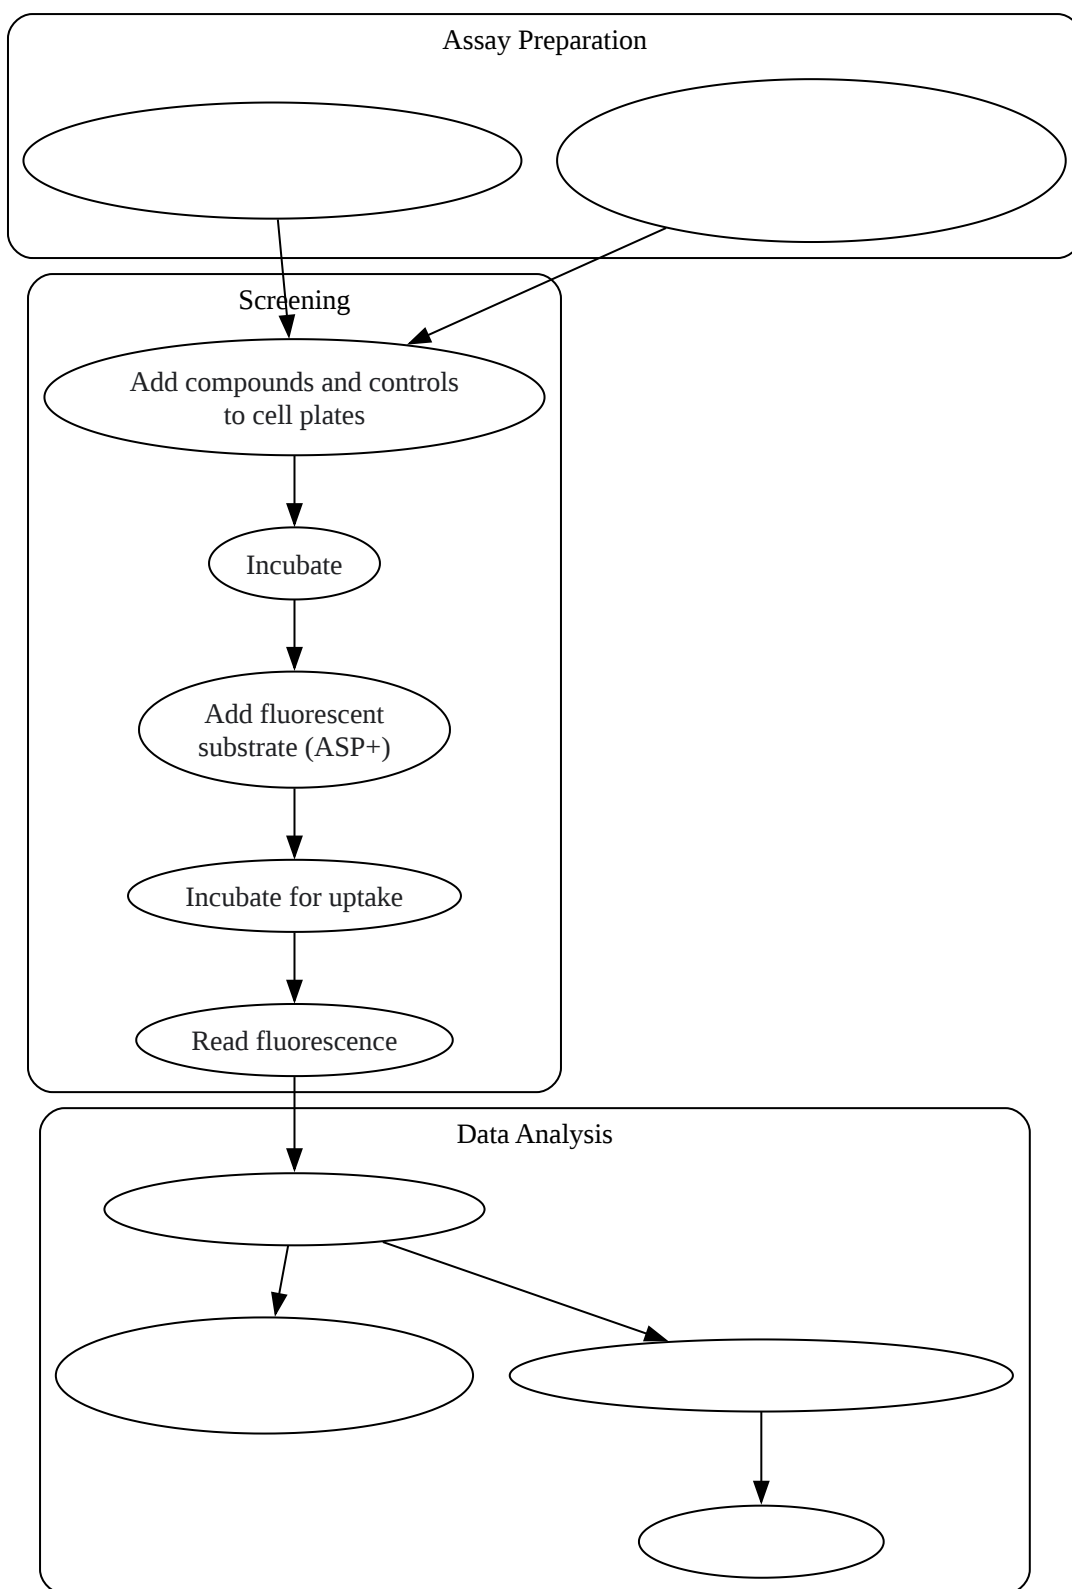 Assay Preparation
Screening
Add compounds and controls
to cell plates
Incubate
Add fluorescent
substrate (ASP+)
Incubate for uptake
Read fluorescence
Data Analysis